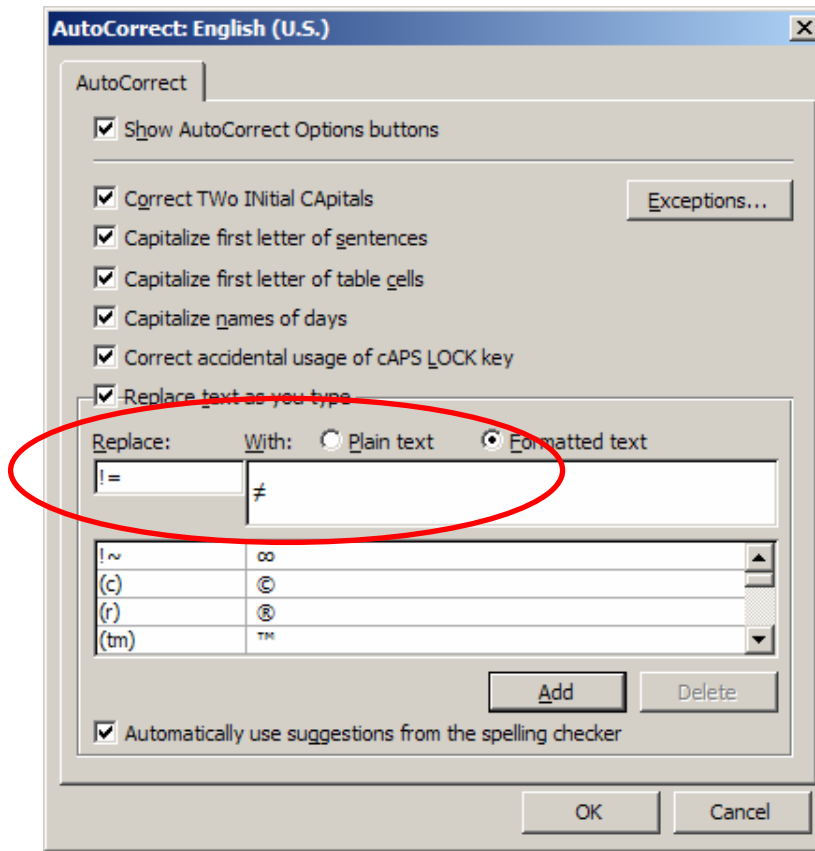 AutoCorrect: English (U.S.)
AutoCorrect
Show AutoCorrect Options buttons
Correct TWo INitial CApitals
Exceptions...
Capitalize first letter of sentences
Capitalize first letter of table cells
Capitalize names of days
Correct accidental usage of cAPS LOCK key
Replace text as you type
Replace: With: Plain text Formatted text
!= ≠
!~ ∞
(c) ©
(r) ®
(tm) ™
Add Delete
Automatically use suggestions from the spelling checker
OK Cancel